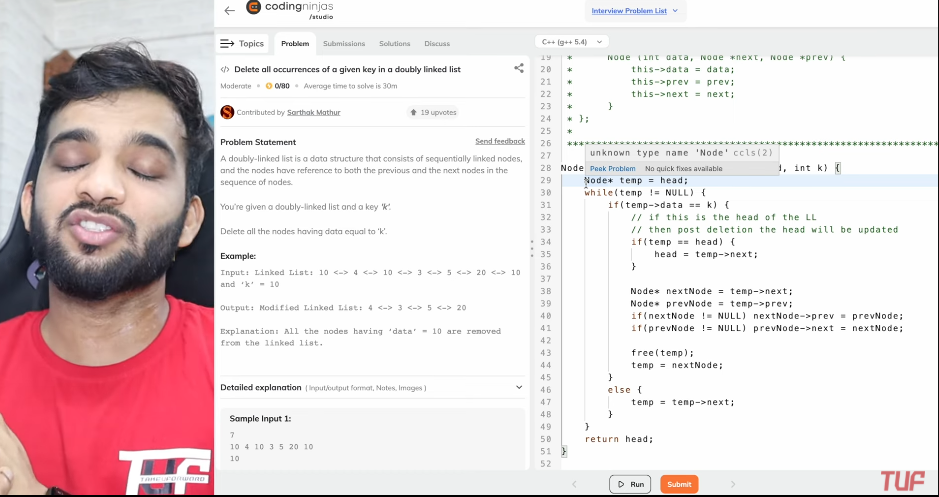 codingninjas
/studio
Interview Problem List
Topics
Problem
Submissions
Solutions
Discuss
C++ (g++ 5.4)
Delete all occurrences of a given key in a doubly linked list
Moderate • 0/80 • Average time to solve is 30m
Contributed by Sarthak Mathur
19 upvotes
Problem Statement
Send feedback
A doubly-linked list is a data structure that consists of sequentially linked nodes,
and the nodes have reference to both the previous and the next nodes in the
sequence of nodes.
You're given a doubly-linked list and a key 'k'.
Delete all the nodes having data equal to 'k'.
Example:
Input: Linked List: 10 <-> 4 <-> 10 <-> 3 <-> 5 <-> 20 <-> 10
and 'k' = 10
Output: Modified Linked List: 4 <-> 3 <-> 5 <-> 20
Explanation: All the nodes having 'data' = 10 are removed
from the linked list.
Detailed explanation ( Input/output format, Notes, Images )
Sample Input 1:
7
10 4 10 3 5 20 10
10
19 * Node (int data, Node *next, Node *prev) {
20 * this->data = data;
21 * this->prev = prev;
22 * this->next = next;
23 * }
24 * };
25 *
26 *****************************************
27
unknown type name 'Node' ccls(2)
Peek Problem No quick fixes available
28 Node d, int k) {
29 Node* temp = head;
30 while(temp != NULL) {
31 if(temp->data == k) {
32 // if this is the head of the LL
33 // then post deletion the head will be updated
34 if(temp == head) {
35 head = temp->next;
36 }
37
38 Node* nextNode = temp->next;
39 Node* prevNode = temp->prev;
40 if(nextNode != NULL) nextNode->prev = prevNode;
41 if(prevNode != NULL) prevNode->next = nextNode;
42
43 free(temp);
44 temp = nextNode;
45 }
46 else {
47 temp = temp->next;
48 }
49 }
50 return head;
51 }
52
Run
Submit
TUF